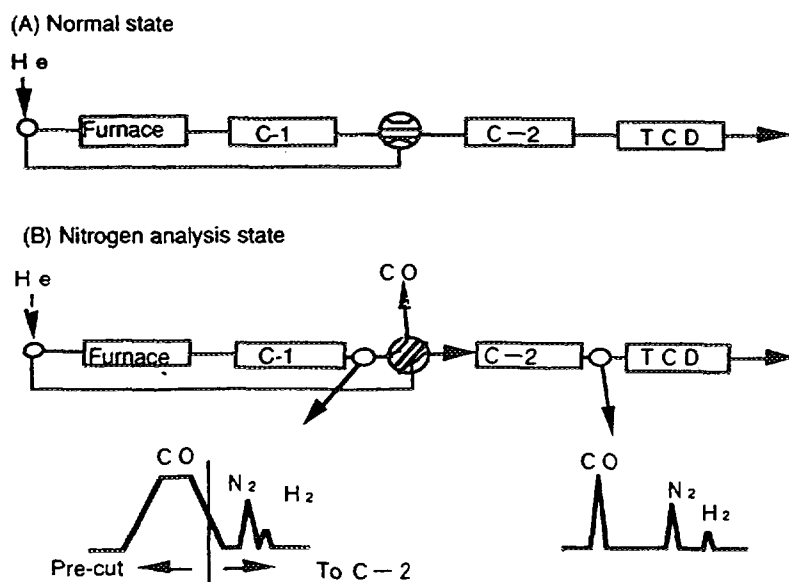 (A) Normal state
He
Furnace C-1 C-2 TCD
(B) Nitrogen analysis state
He CO
Furnace C-1 C-2 TCD
CO N2 H2 CO N2 H2
Pre-cut To C-2